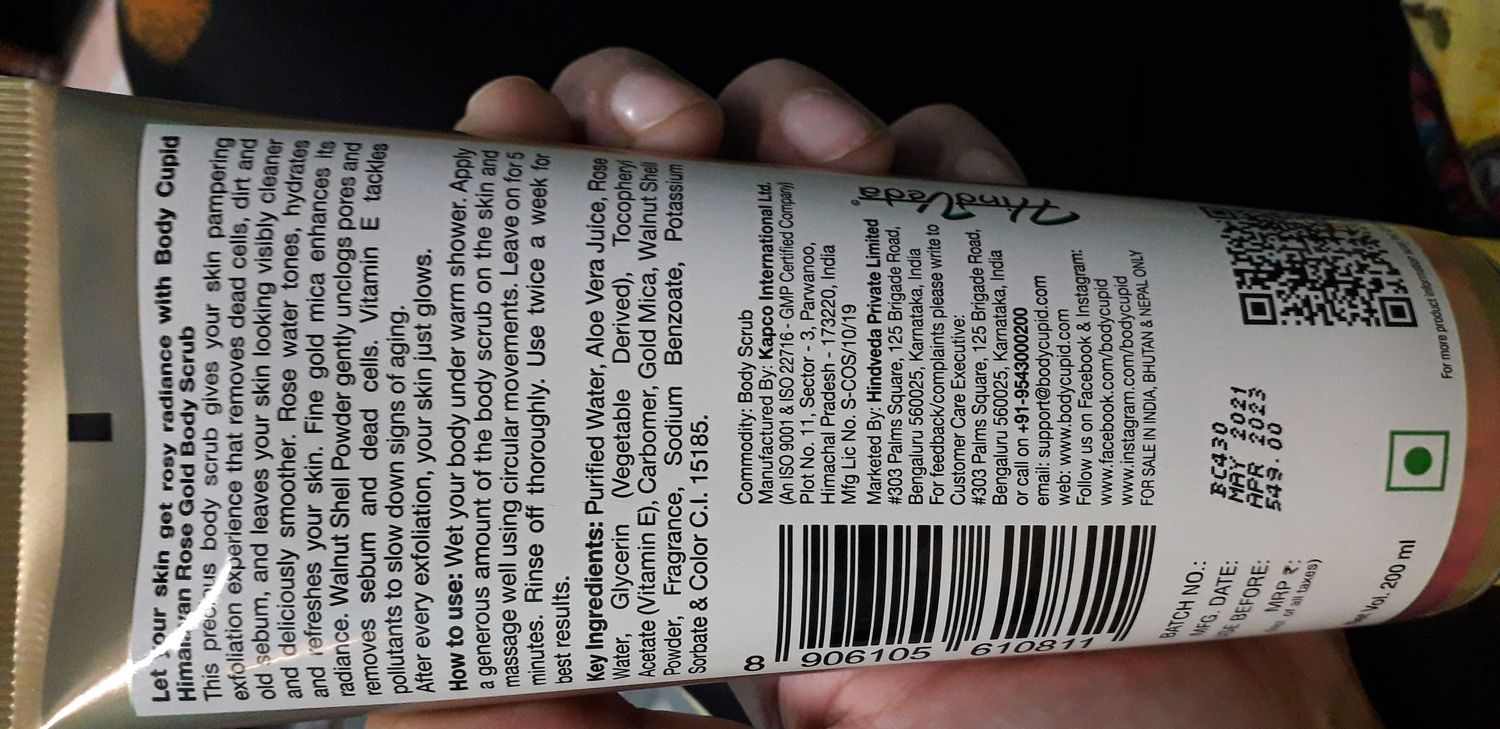 Let your skin get rosy radiance with Body Cupid
Himalayan Rose Gold Body Scrub
This precious body scrub gives your skin pampering
exfoliation experience that removes dead cells, dirt and
old sebum, and leaves your skin looking visibly cleaner
and deliciously smoother. Rose water tones, hydrates
and refreshes your skin. Fine gold mica enhances its
radiance. Walnut Shell Powder gently unclogs pores and
removes sebum and dead cells. Vitamin E tackles
pollutants to slow down signs of aging.
After every exfoliation, your skin just glows.
How to use: Wet your body under warm shower. Apply
a generous amount of the body scrub on the skin and
massage well using circular movements. Leave on for 5
minutes. Rinse off thoroughly. Use twice a week for
best results.
Key Ingredients: Purified Water, Aloe Vera Juice, Rose
Water, Glycerin (Vegetable Derived), Tocopheryl
Acetate (Vitamin E), Carbomer, Gold Mica, Walnut Shell
Powder, Fragrance, Sodium Benzoate, Potassium
Sorbate & Color C.I. 15185.
8 906105 610811
Commodity: Body Scrub
Manufactured By: Kapco International Ltd.
(An ISO 9001 & ISO 22716 - GMP Certified Company)
Plot No. 11, Sector - 3, Parwanoo,
Himachal Pradesh - 173220, India
Mfg Lic No. S-COS/10/19
Marketed By: Hindveda Private Limited
#303 Palms Square, 125 Brigade Road,
Bengaluru 560025, Karnataka, India
For feedback/complaints please write to
Customer Care Executive:
#303 Palms Square, 125 Brigade Road,
Bengaluru 560025, Karnataka, India
or call on +91-9543000200
email: support@bodycupid.com
web: www.bodycupid.com
Follow us on Facebook & Instagram:
www.facebook.com/bodycupid
www.instagram.com/bodycupid
FOR SALE IN INDIA, BHUTAN & NEPAL ONLY
HindVeda®
BATCH NO.: BC430
MFG. DATE: MAY 2021
USE BEFORE: APR 2023
MRP ₹: 549.00
of all taxes)
Net Vol. 200 ml
For more product information